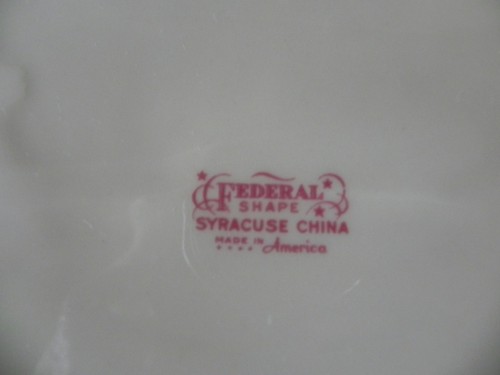 FEDERAL
SHAPE
SYRACUSE CHINA
MADE IN America